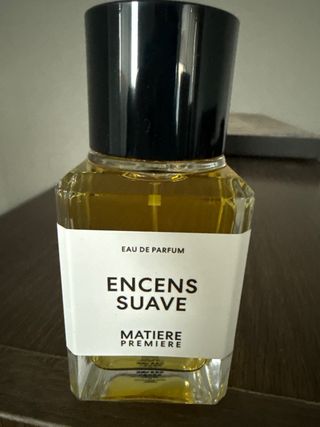 EAU DE PARFUM
ENCENS
SUAVE
MATIERE
PREMIERE